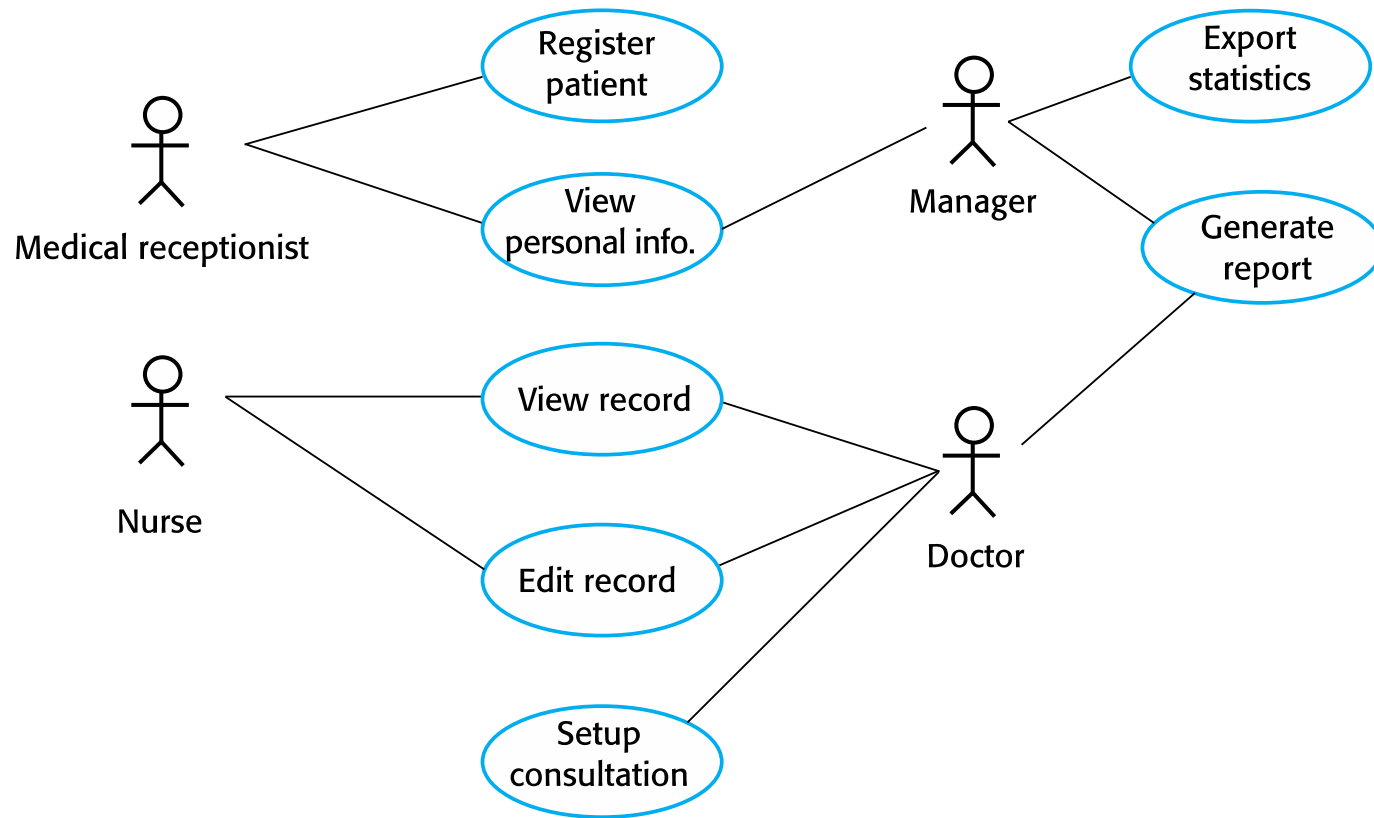 Register
patient
Export
statistics
Medical receptionist
View
personal info.
Manager
Generate
report
Nurse
View record
Edit record
Doctor
Setup
consultation